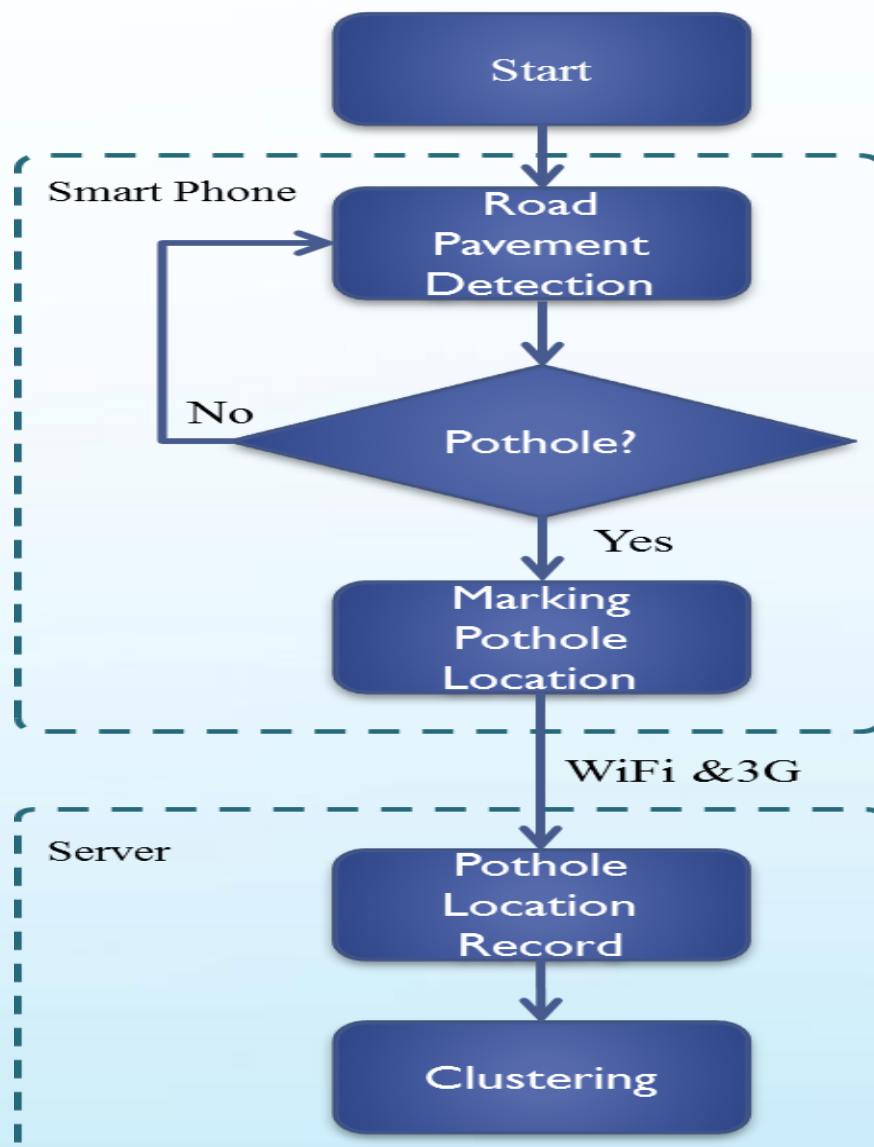 Start
Smart Phone
Road
Pavement
Detection
No
Pothole?
Yes
Marking
Pothole
Location
WiFi &3G
Server
Pothole
Location
Record
Clustering